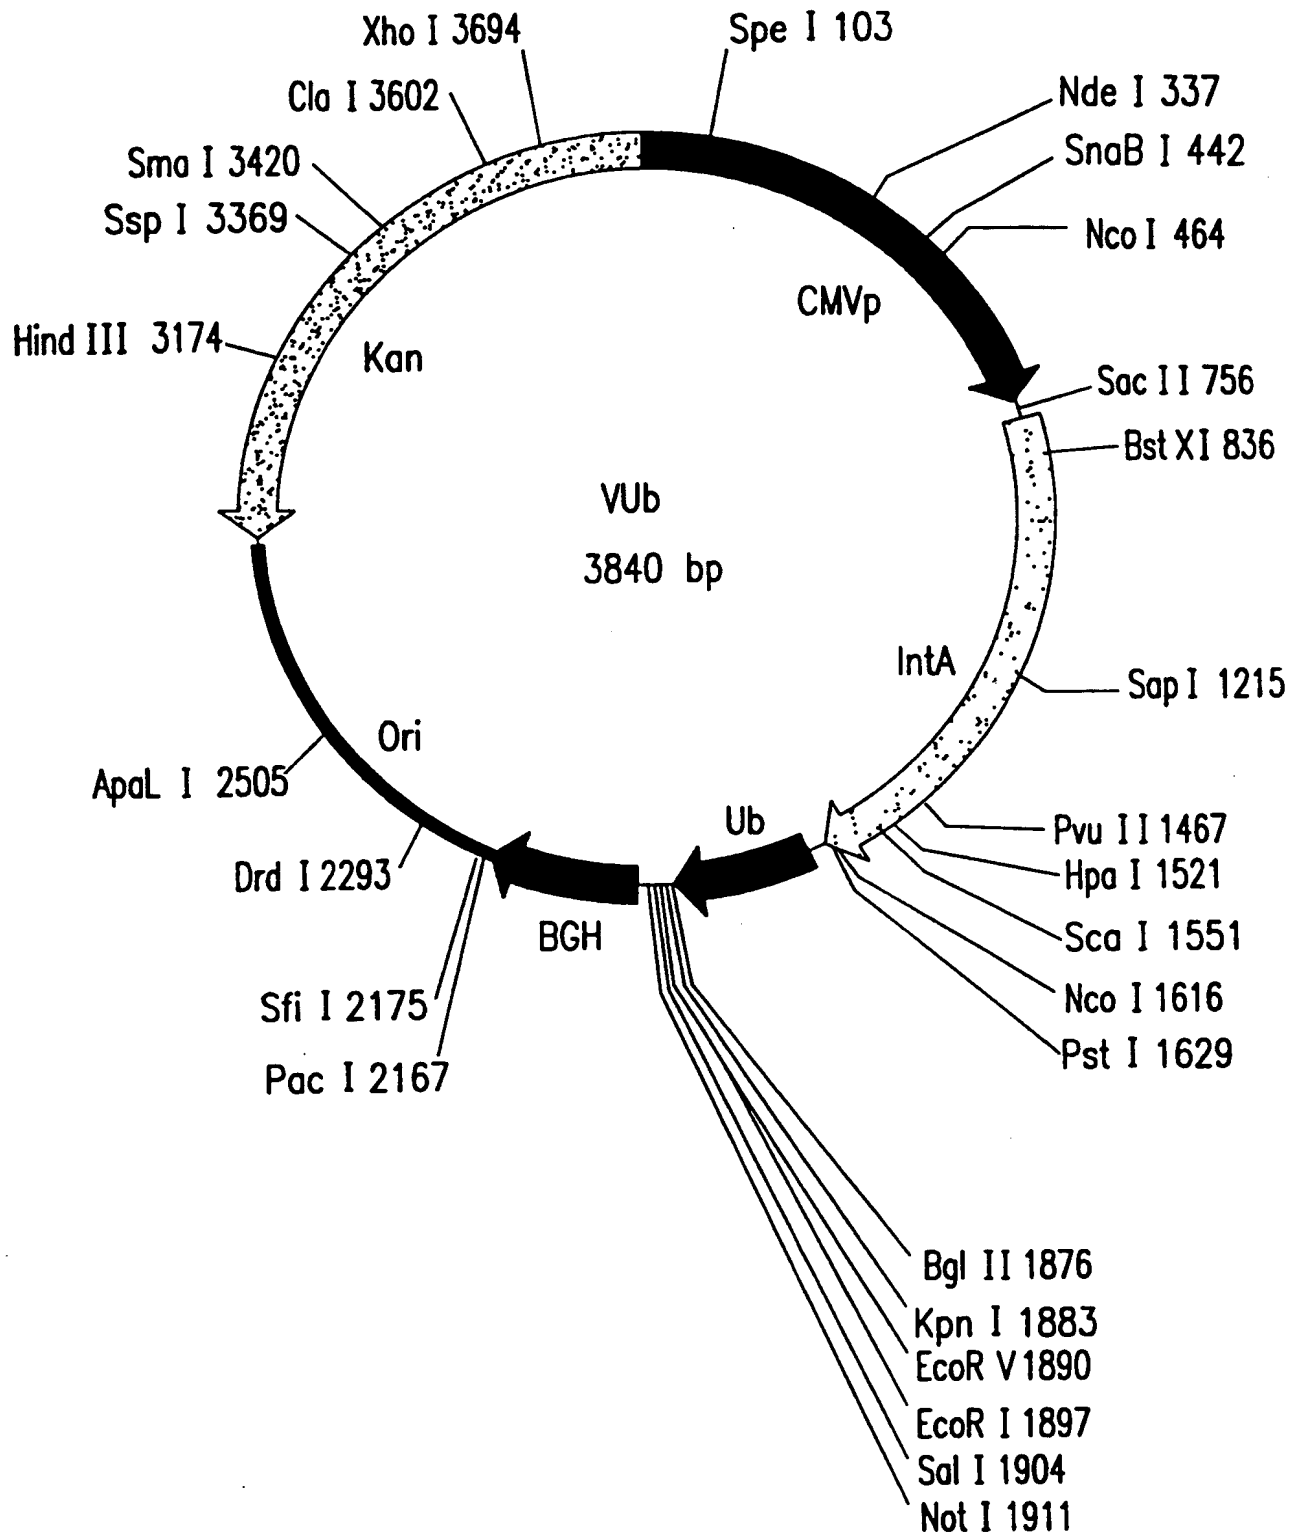 Xho I 3694
Spe I 103
Cla I 3602
Nde I 337
Sma I 3420
SnaB I 442
Ssp I 3369
Nco I 464
CMVp
Hind III 3174
Kan
Sac II 756
Bst XI 836
VUb
3840 bp
IntA
Sap I 1215
Ori
ApaL I 2505
Ub
Pvu II 1467
Drd I 2293
Hpa I 1521
BGH
Sca I 1551
Sfi I 2175
Nco I 1616
Pac I 2167
Pst I 1629
Bgl II 1876
Kpn I 1883
EcoR V 1890
EcoR I 1897
Sal I 1904
Not I 1911